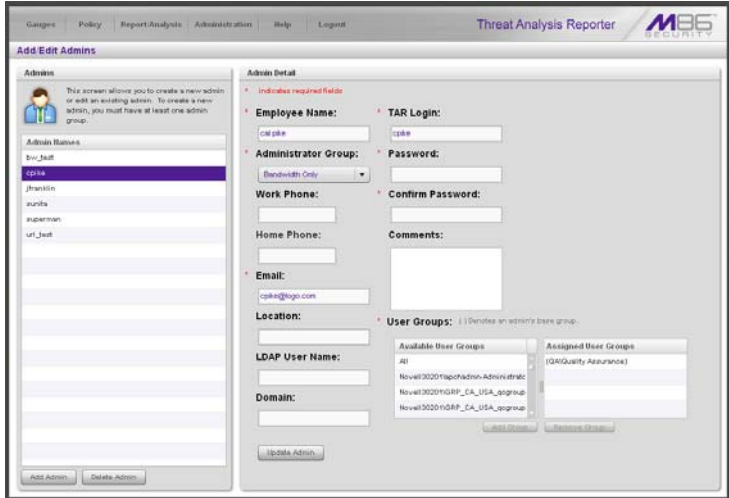 Gauges Policy Report/Analysis Administration Help Logout
Threat Analysis Reporter
M86
SECURITY
Add/Edit Admins
Admins
This screen allows you to create a new admin
or edit an existing admin. To create a new
admin, you must have at least one admin
group.
Admin Names
bw_test
cpike
jfranklin
sunita
superman
url_test
Add Admin Delete Admin
Admin Detail
* Indicates required fields
* Employee Name:
cal pike
* Administrator Group:
Bandwidth Only
Work Phone:
Home Phone:
* Email:
cpike@logo.com
Location:
LDAP User Name:
Domain:
Update Admin
* TAR Login:
cpike
* Password:
* Confirm Password:
Comments:
* User Groups: ( ) Denotes an admin's base group.
Available User Groups
All
Novell30201\GRP_CA_USA_qogroup
Novell30201\GRP_CA_USA_qogroup
Assigned User Groups
(QA\Quality Assurance)
Add Group Remove Group